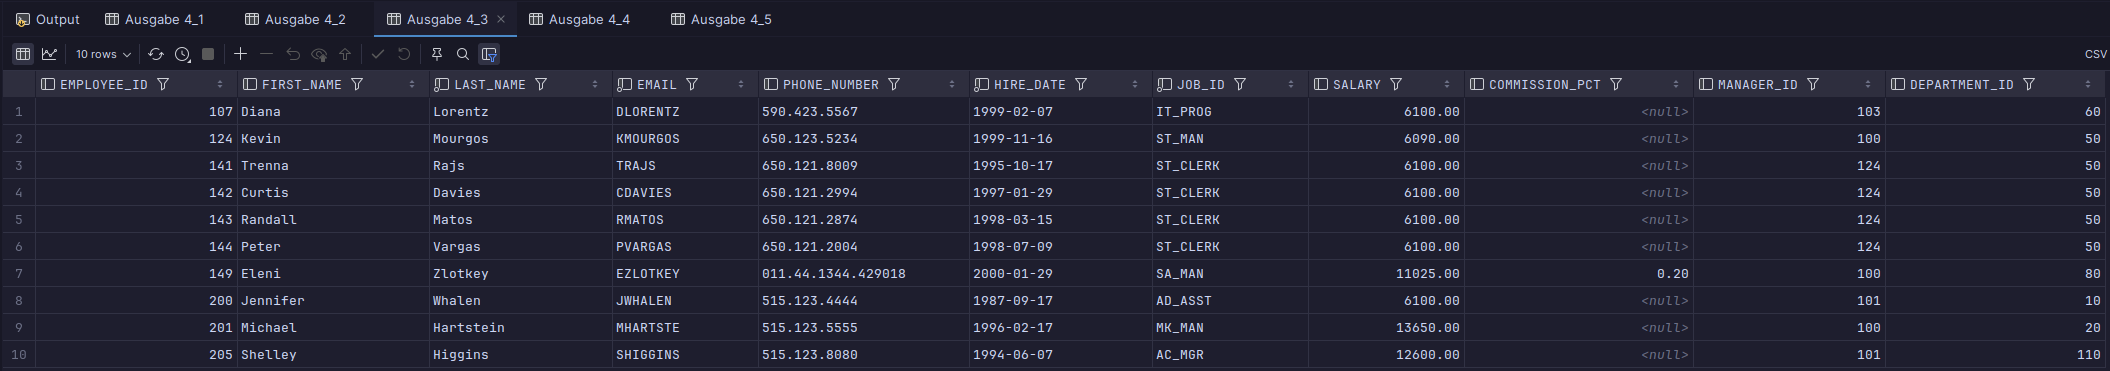 Output Ausgabe 4_1 Ausgabe 4_2 Ausgabe 4_3 Ausgabe 4_4 Ausgabe 4_5
10 rows CSV
EMPLOYEE_ID FIRST_NAME LAST_NAME EMAIL PHONE_NUMBER HIRE_DATE JOB_ID SALARY COMMISSION_PCT MANAGER_ID DEPARTMENT_ID
1 107 Diana Lorentz DLORENTZ 590.423.5567 1999-02-07 IT_PROG 6100.00 <null> 103 60
2 124 Kevin Mourgos KMOURGOS 650.123.5234 1999-11-16 ST_MAN 6090.00 <null> 100 50
3 141 Trenna Rajs TRAJS 650.121.8009 1995-10-17 ST_CLERK 6100.00 <null> 124 50
4 142 Curtis Davies CDAVIES 650.121.2994 1997-01-29 ST_CLERK 6100.00 <null> 124 50
5 143 Randall Matos RMATOS 650.121.2874 1998-03-15 ST_CLERK 6100.00 <null> 124 50
6 144 Peter Vargas PVARGAS 650.121.2004 1998-07-09 ST_CLERK 6100.00 <null> 124 50
7 149 Eleni Zlotkey EZLOTKEY 011.44.1344.429018 2000-01-29 SA_MAN 11025.00 0.20 100 80
8 200 Jennifer Whalen JWHALEN 515.123.4444 1987-09-17 AD_ASST 6100.00 <null> 101 10
9 201 Michael Hartstein MHARTSTE 515.123.5555 1996-02-17 MK_MAN 13650.00 <null> 100 20
10 205 Shelley Higgins SHIGGINS 515.123.8080 1994-06-07 AC_MGR 12600.00 <null> 101 110